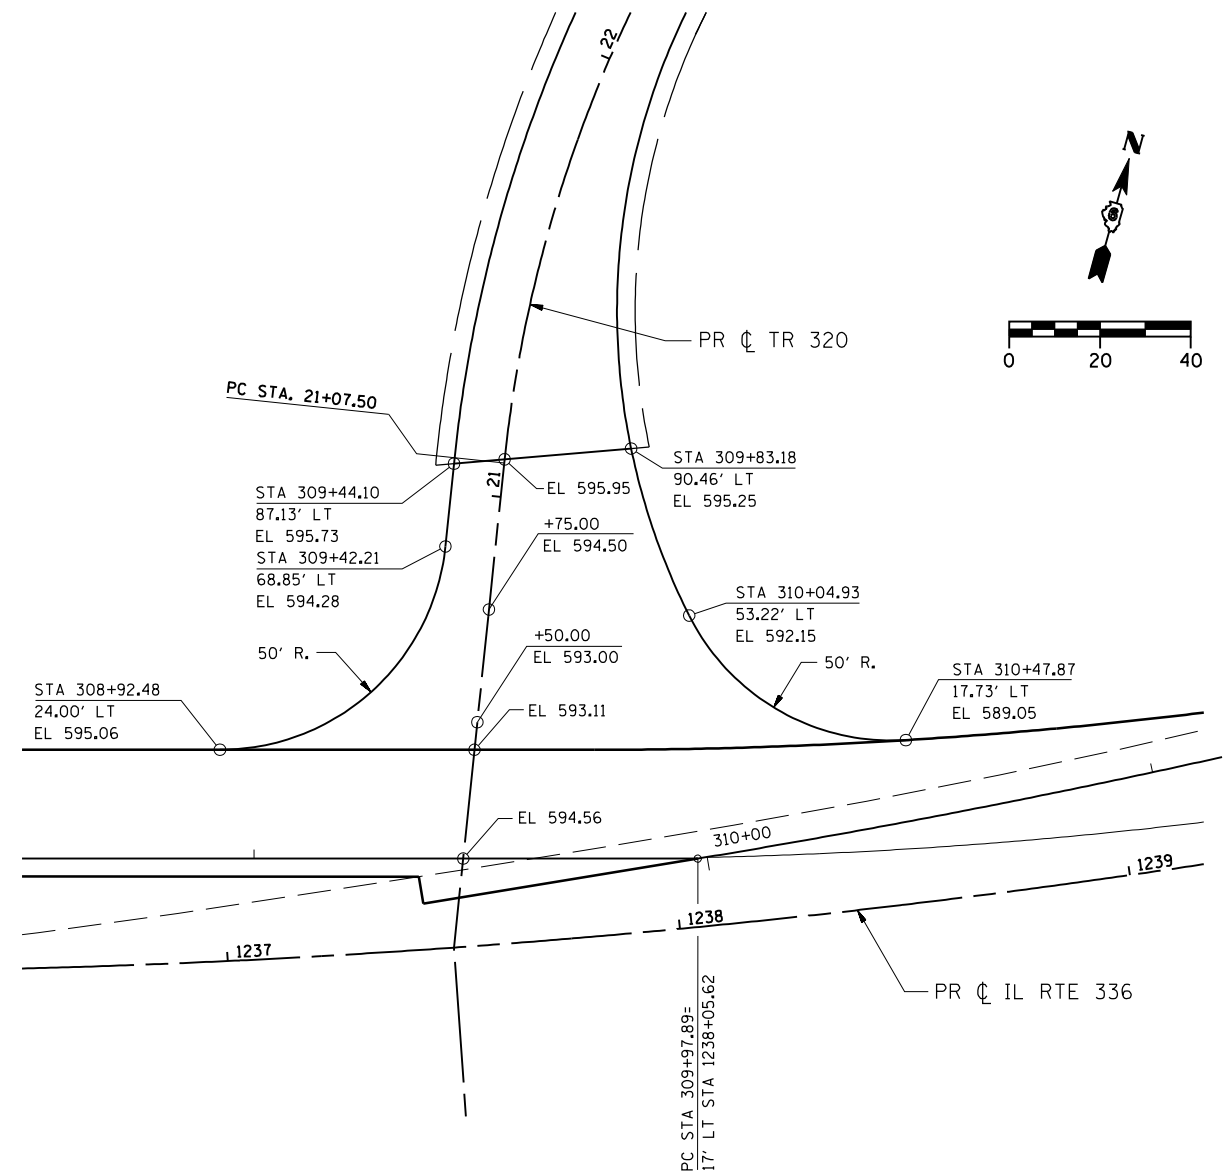 22
N
6
PR ℄ TR 320
0 20 40
PC STA. 21+07.50
STA 309+44.10
87.13' LT
EL 595.73
STA 309+42.21
68.85' LT
EL 594.28
21
EL 595.95
+75.00
EL 594.50
STA 309+83.18
90.46' LT
EL 595.25
STA 310+04.93
53.22' LT
EL 592.15
50' R.
+50.00
EL 593.00
50' R.
STA 308+92.48
24.00' LT
EL 595.06
EL 593.11
STA 310+47.87
17.73' LT
EL 589.05
EL 594.56
310+00
1237
1238
1239
PR ℄ IL RTE 336
PC STA 309+97.89=
17' LT STA 1238+05.62